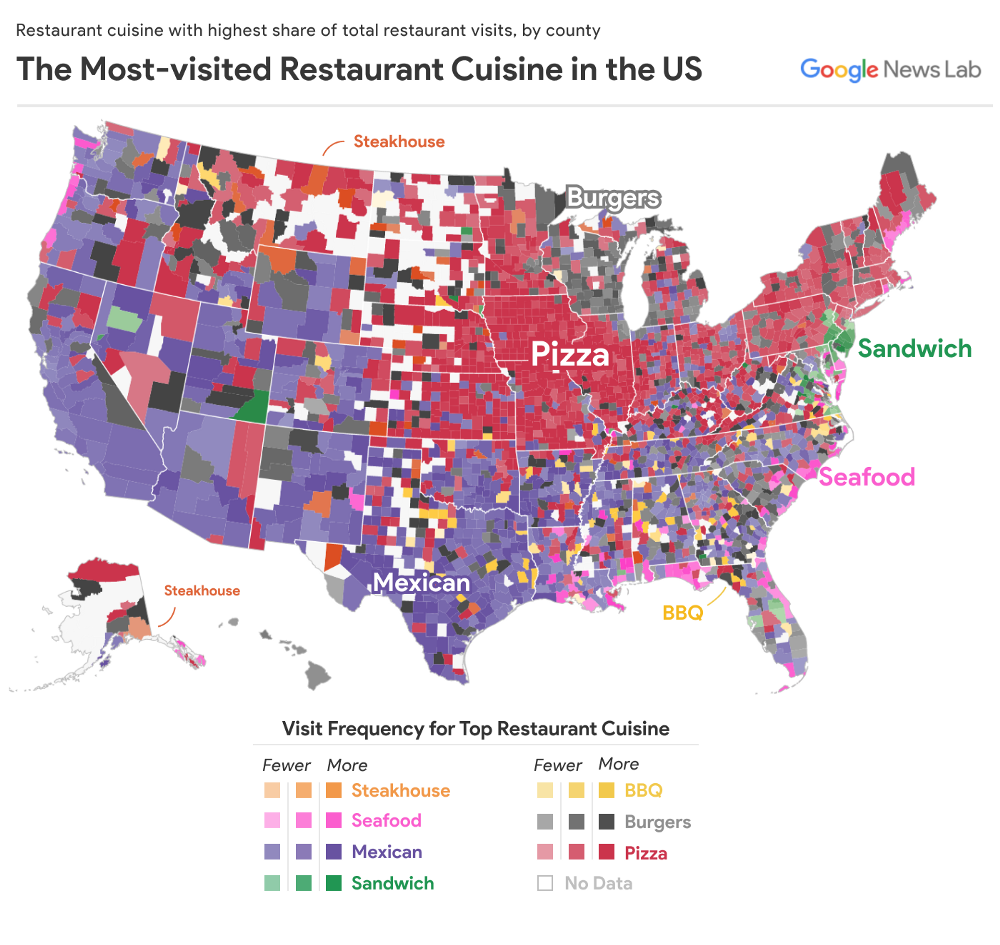 Restaurant cuisine with highest share of total restaurant visits, by county
The Most-visited Restaurant Cuisine in the US
Google News Lab
Steakhouse
Burgers
Pizza
Sandwich
Seafood
Mexican
Steakhouse
BBQ
Visit Frequency for Top Restaurant Cuisine
Fewer More
Steakhouse
Seafood
Mexican
Sandwich
Fewer More
BBQ
Burgers
Pizza
No Data